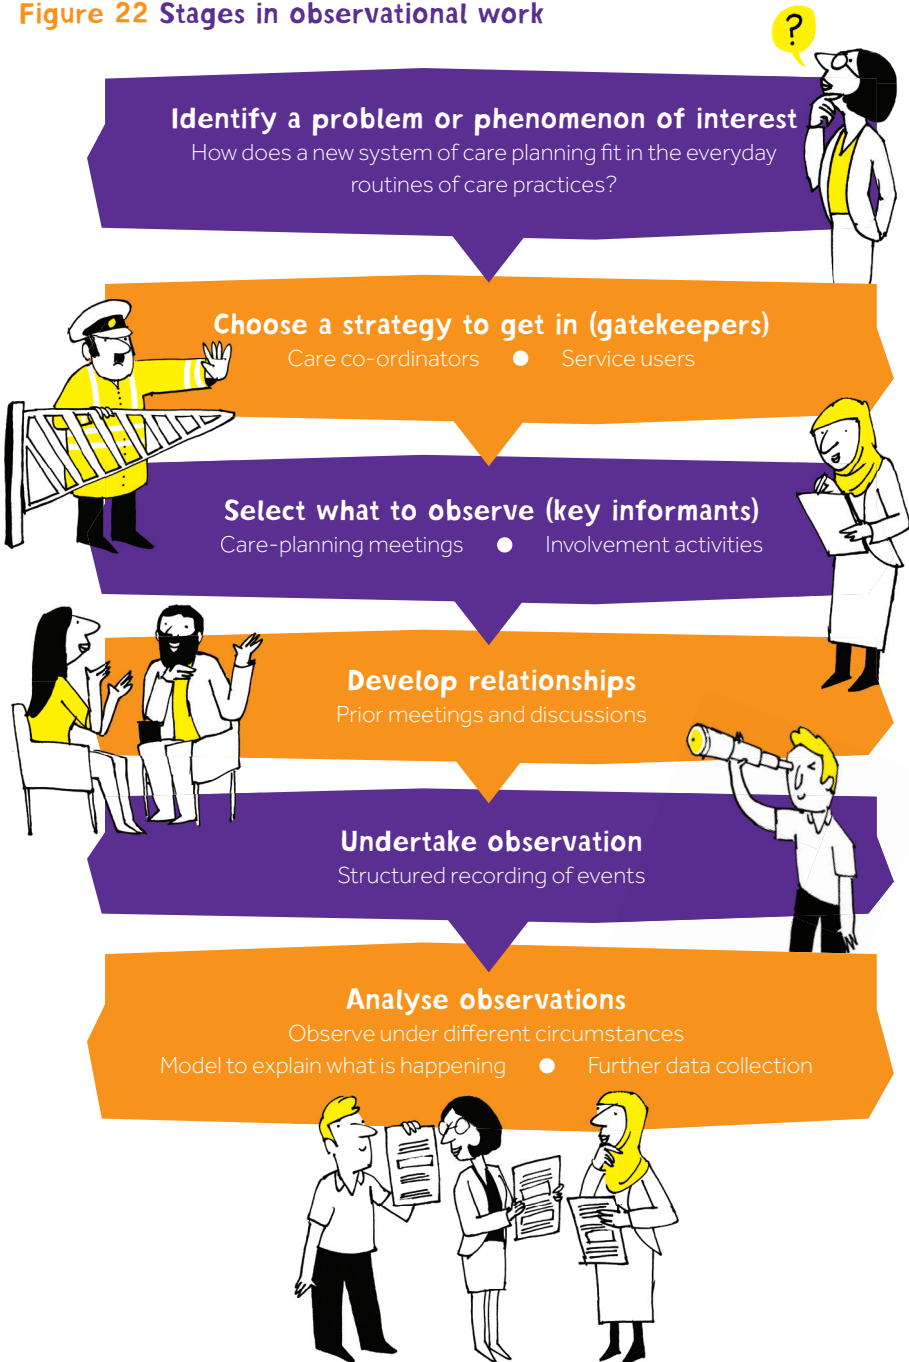 Figure 22 Stages in observational work
?
Identify a problem or phenomenon of interest
How does a new system of care planning fit in the everyday
routines of care practices?
Choose a strategy to get in (gatekeepers)
Care co-ordinators ● Service users
Select what to observe (key informants)
Care-planning meetings ● Involvement activities
Develop relationships
Prior meetings and discussions
Undertake observation
Structured recording of events
Analyse observations
Observe under different circumstances
Model to explain what is happening ● Further data collection